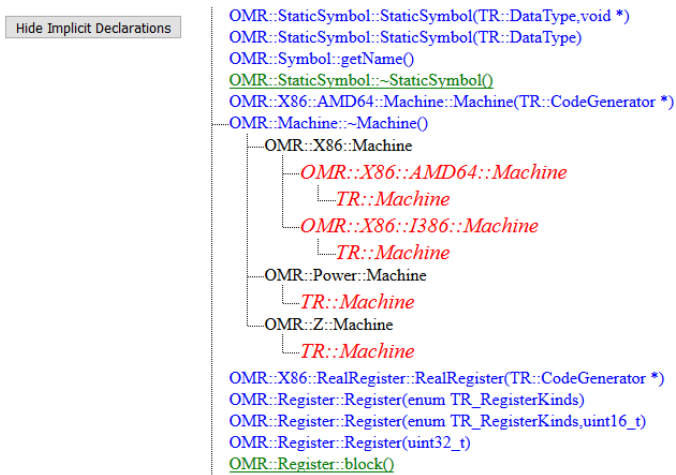 Hide Implicit Declarations
OMR::StaticSymbol::StaticSymbol(TR::DataType,void *)
OMR::StaticSymbol::StaticSymbol(TR::DataType)
OMR::Symbol::getName()
OMR::StaticSymbol::~StaticSymbol()
OMR::X86::AMD64::Machine::Machine(TR::CodeGenerator *)
OMR::Machine::~Machine()
OMR::X86::Machine
OMR::X86::AMD64::Machine
TR::Machine
OMR::X86::I386::Machine
TR::Machine
OMR::Power::Machine
TR::Machine
OMR::Z::Machine
TR::Machine
OMR::X86::RealRegister::RealRegister(TR::CodeGenerator *)
OMR::Register::Register(enum TR_RegisterKinds)
OMR::Register::Register(enum TR_RegisterKinds,uint16_t)
OMR::Register::Register(uint32_t)
OMR::Register::block()